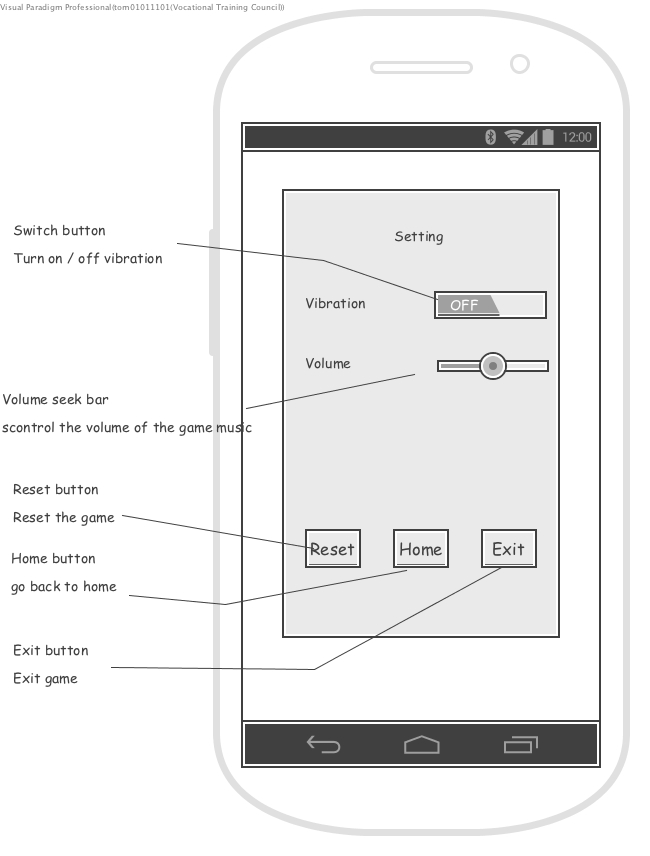 Visual Paradigm Professional(tom01011101(Vocational Training Council))
12:00
Setting
Switch button
Turn on / off vibration
Vibration
OFF
Volume
Volume seek bar
scontrol the volume of the game music
Reset button
Reset the game
Reset
Home
Exit
Home button
go back to home
Exit button
Exit game